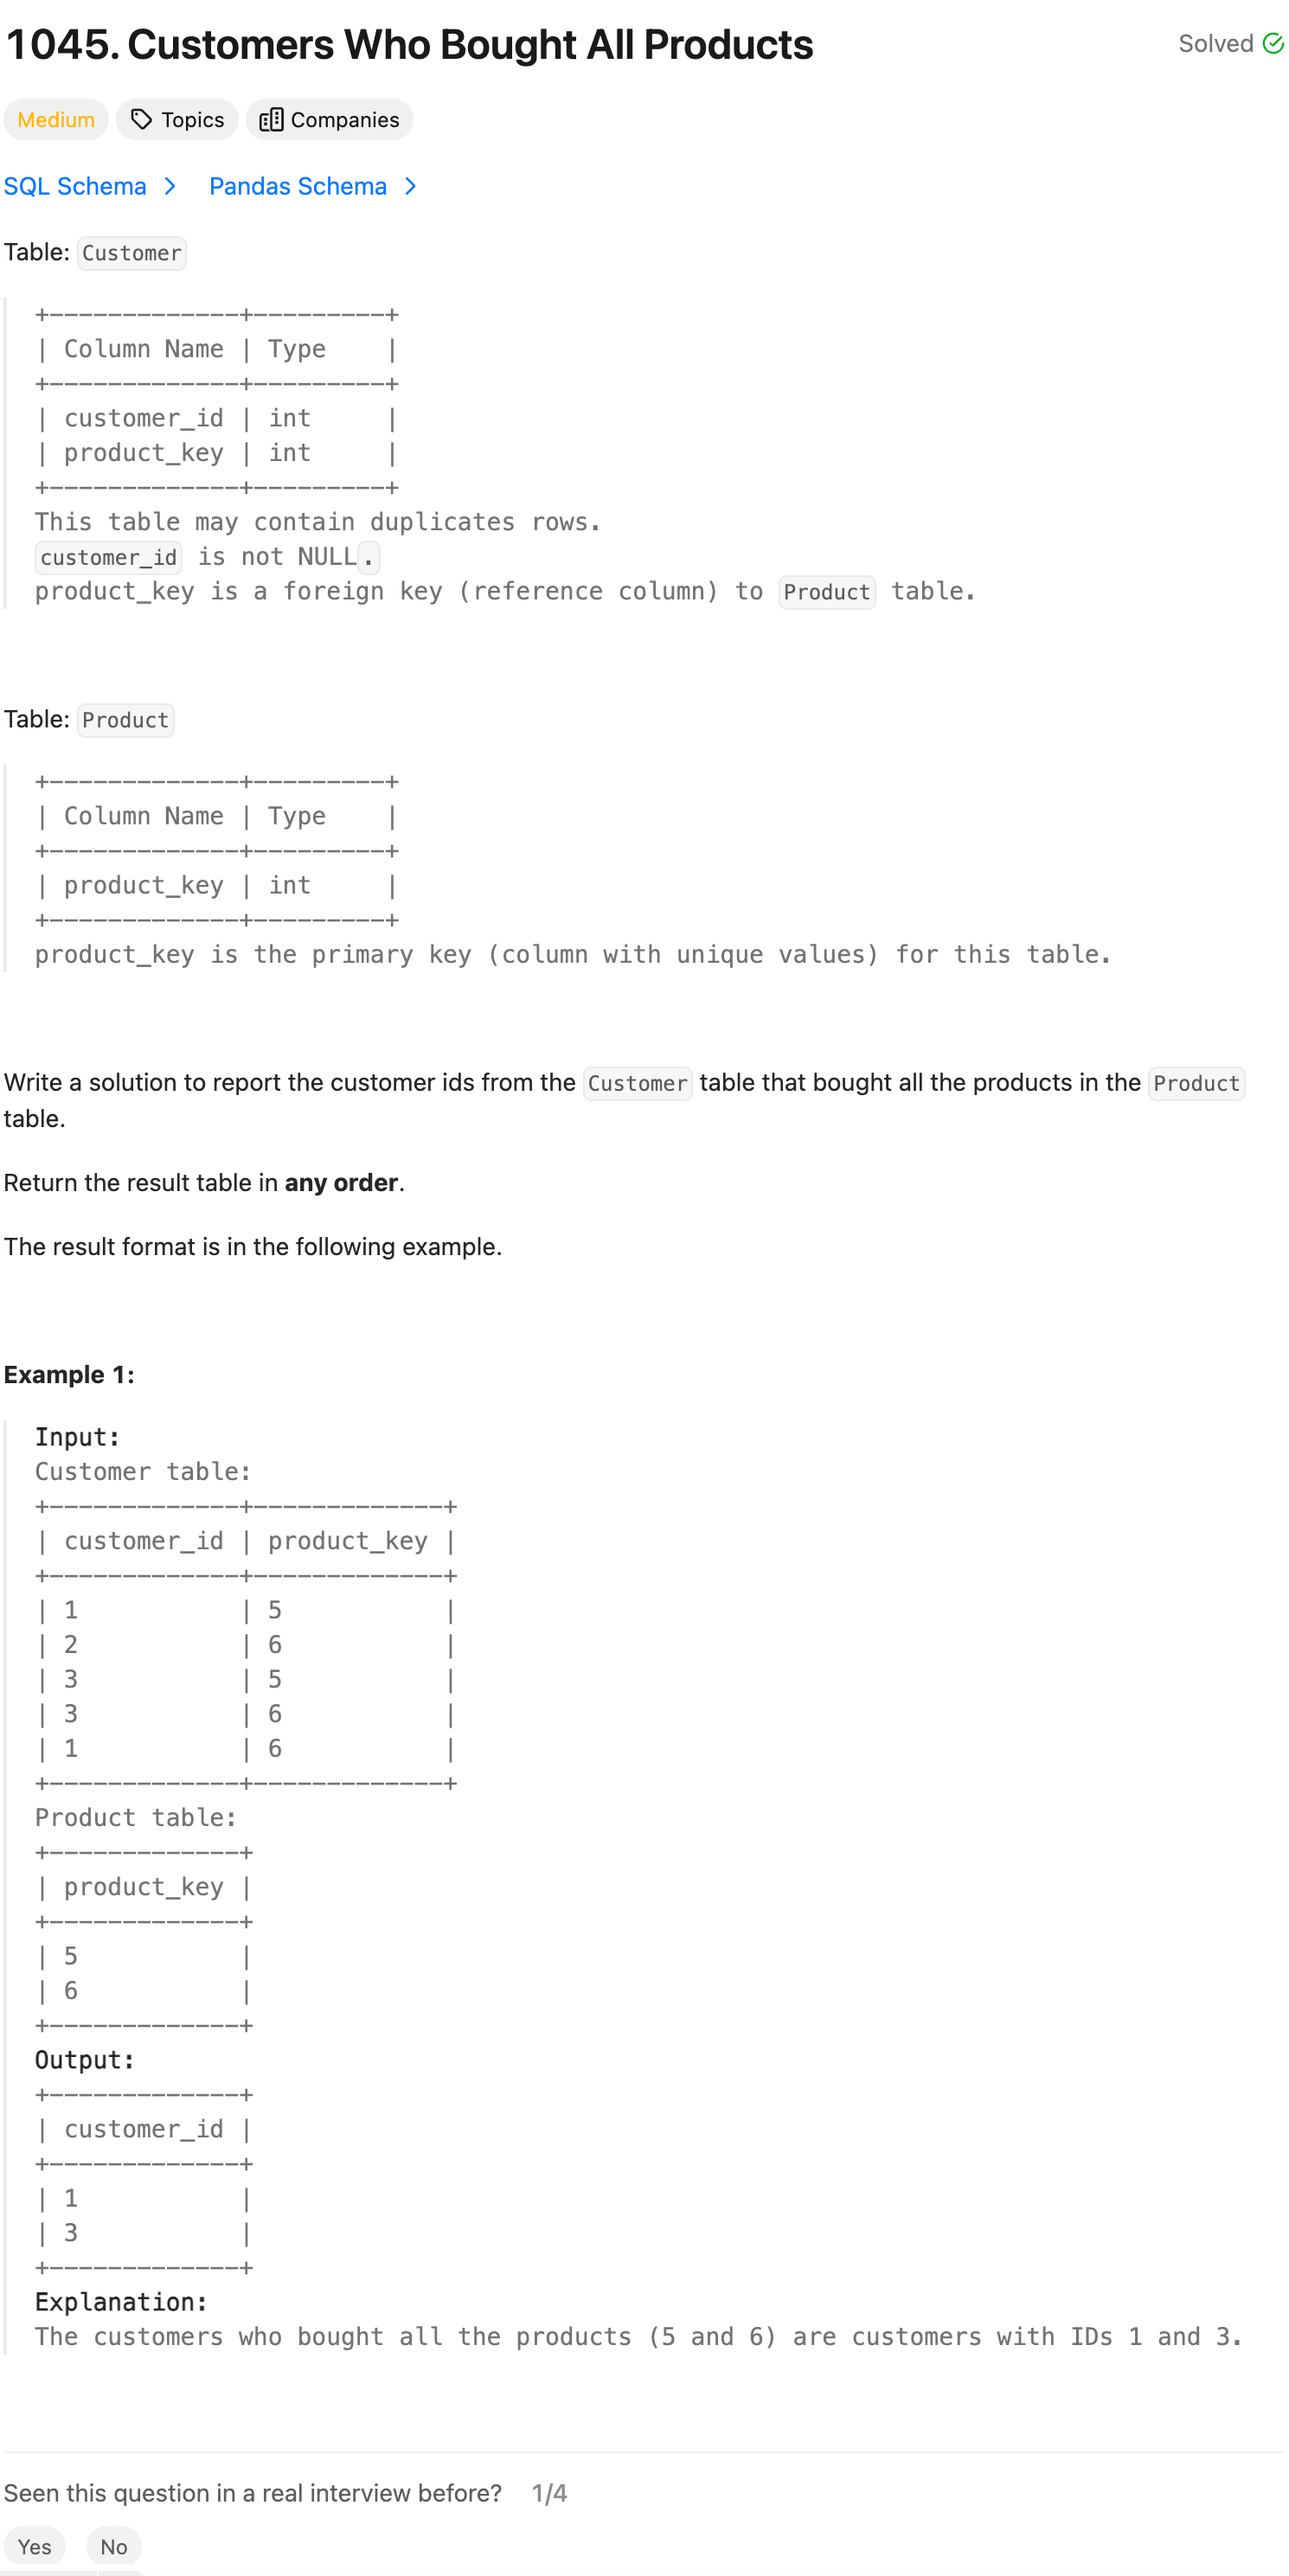 1045. Customers Who Bought All Products
Solved
Medium
Topics
Companies
SQL Schema >
Pandas Schema >
Table: Customer
+-------------+---------+
| Column Name | Type    |
+-------------+---------+
| customer_id | int     |
| product_key | int     |
+-------------+---------+
This table may contain duplicates rows.
customer_id is not NULL.
product_key is a foreign key (reference column) to Product table.
Table: Product
+-------------+---------+
| Column Name | Type    |
+-------------+---------+
| product_key | int     |
+-------------+---------+
product_key is the primary key (column with unique values) for this table.
Write a solution to report the customer ids from the Customer table that bought all the products in the Product
table.
Return the result table in any order.
The result format is in the following example.
Example 1:
Input:
Customer table:
+-------------+-------------+
| customer_id | product_key |
+-------------+-------------+
| 1           | 5           |
| 2           | 6           |
| 3           | 5           |
| 3           | 6           |
| 1           | 6           |
+-------------+-------------+
Product table:
+-------------+
| product_key |
+-------------+
| 5           |
| 6           |
+-------------+
Output:
+-------------+
| customer_id |
+-------------+
| 1           |
| 3           |
+-------------+
Explanation:
The customers who bought all the products (5 and 6) are customers with IDs 1 and 3.
Seen this question in a real interview before? 1/4
Yes
No